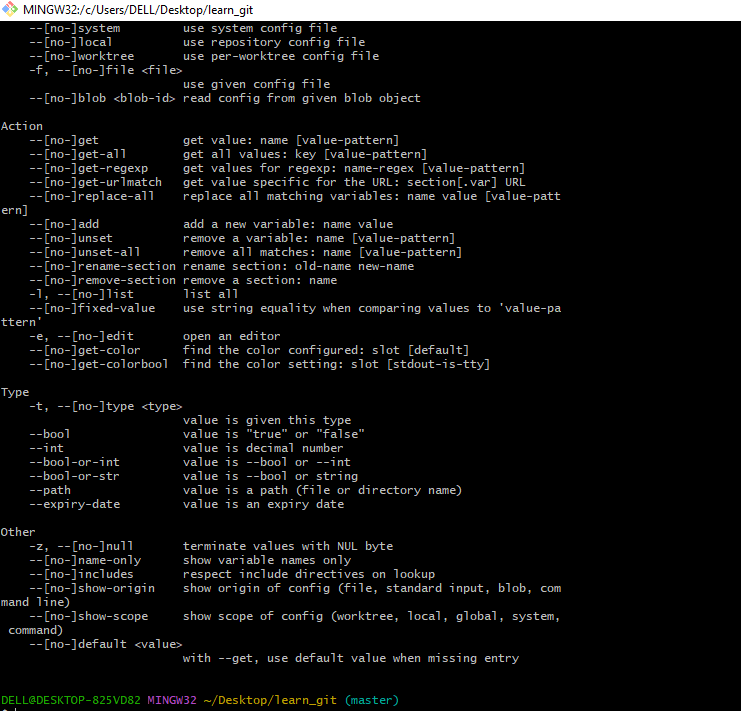 MINGW32:/c/Users/DELL/Desktop/learn_git
--[no-]system         use system config file
--[no-]local          use repository config file
--[no-]worktree       use per-worktree config file
-f, --[no-]file <file>
use given config file
--[no-]blob <blob-id> read config from given blob object
Action
--[no-]get            get value: name [value-pattern]
--[no-]get-all        get all values: key [value-pattern]
--[no-]get-regexp     get values for regexp: name-regex [value-pattern]
--[no-]get-urlmatch   get value specific for the URL: section[.var] URL
--[no-]replace-all    replace all matching variables: name value [value-patt
ern]
--[no-]add            add a new variable: name value
--[no-]unset          remove a variable: name [value-pattern]
--[no-]unset-all      remove all matches: name [value-pattern]
--[no-]rename-section rename section: old-name new-name
--[no-]remove-section remove a section: name
-l, --[no-]list       list all
--[no-]fixed-value    use string equality when comparing values to 'value-pa
ttern'
-e, --[no-]edit       open an editor
--[no-]get-color      find the color configured: slot [default]
--[no-]get-colorbool  find the color setting: slot [stdout-is-tty]
Type
-t, --[no-]type <type>
value is given this type
--bool                value is "true" or "false"
--int                 value is decimal number
--bool-or-int         value is --bool or --int
--bool-or-str         value is --bool or string
--path                value is a path (file or directory name)
--expiry-date         value is an expiry date
Other
-z, --[no-]null       terminate values with NUL byte
--[no-]name-only      show variable names only
--[no-]includes       respect include directives on lookup
--[no-]show-origin    show origin of config (file, standard input, blob, com
mand line)
--[no-]show-scope     show scope of config (worktree, local, global, system,
command)
--[no-]default <value>
with --get, use default value when missing entry
DELL@DESKTOP-825VD82 MINGW32 ~/Desktop/learn_git (master)